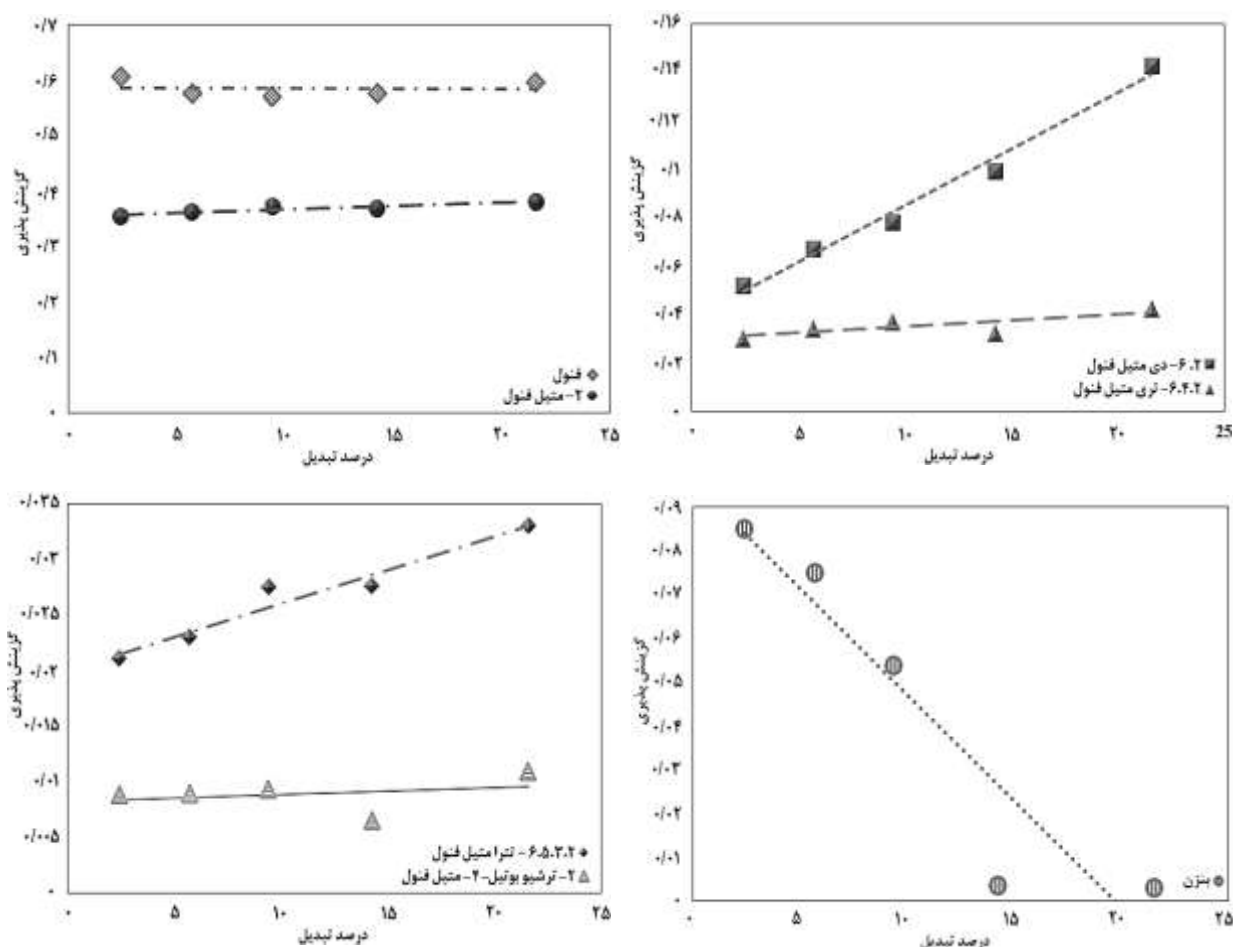 ۰/۷
۰/۶
۰/۵
۰/۴
۰/۳
۰/۲
۰/۱
۰
گزینش پذیری
فنول
۲- متیل فنول
۰ ۵ ۱۰ ۱۵ ۲۰ ۲۵
درصد تبدیل
۰/۱۶
۰/۱۴
۰/۱۲
۰/۱
۰/۰۸
۰/۰۶
۰/۰۴
۰/۰۲
۰
گزینش پذیری
۶،۲- دی متیل فنول
۶،۴،۲- تری متیل فنول
۰ ۵ ۱۰ ۱۵ ۲۰ 25
درصد تبدیل
۰/۰۳۵
۰/۰۳
۰/۰۲۵
۰/۰۲
۰/۰۱۵
۰/۰۱
۰/۰۰۵
۰
گزینش پذیری
۶،۵،۳،۲- تترا متیل فنول
۲- ترشیو بوتیل-۴- متیل فنول
۰ ۵ ۱۰ ۱۵ ۲۰ ۲۵
درصد تبدیل
۰/۰۹
۰/۰۸
۰/۰۷
۰/۰۶
۰/۰۵
۰/۰۴
۰/۰۳
۰/۰۲
۰/۰۱
۰
گزینش پذیری
بنزن
۰ ۵ ۱۰ ۱۵ ۲۰ ۲۵
درصد تبدیل